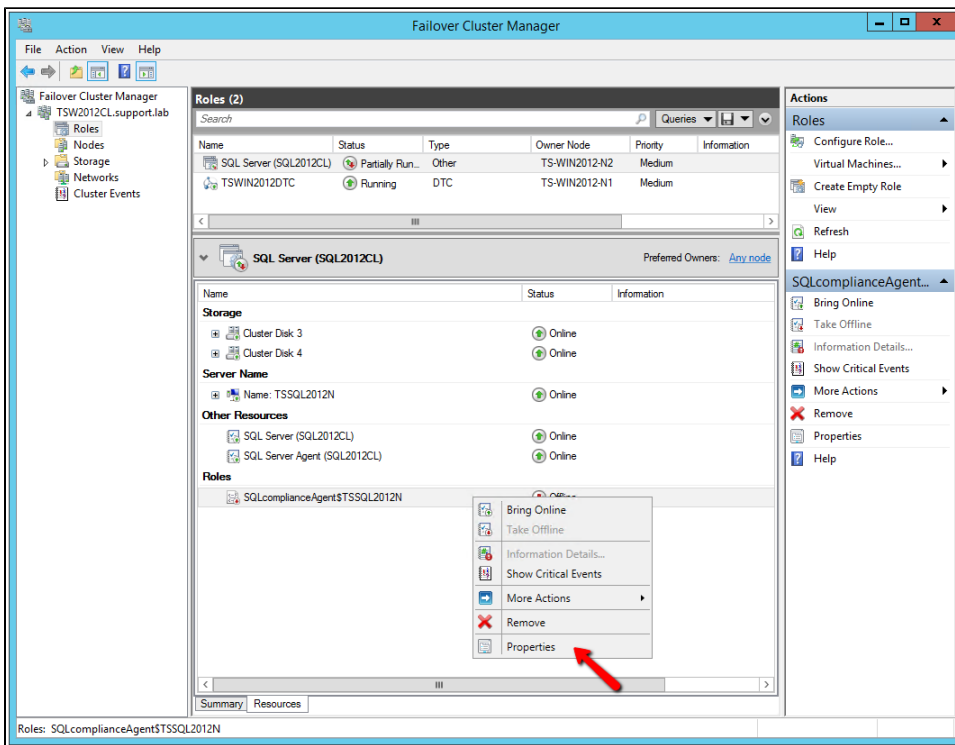 Failover Cluster Manager
File Action View Help
Failover Cluster Manager
TSW2012CL.support.lab
Roles
Nodes
Storage
Networks
Cluster Events
Roles (2)
Search
Queries
Name Status Type Owner Node Priority Information
SQL Server (SQL2012CL) Partially Run... Other TS-WIN2012-N2 Medium
TSWIN2012DTC Running DTC TS-WIN2012-N1 Medium
SQL Server (SQL2012CL) Preferred Owners: Any node
Name Status Information
Storage
Cluster Disk 3 Online
Cluster Disk 4 Online
Server Name
Name: TSSQL2012N Online
Other Resources
SQL Server (SQL2012CL) Online
SQL Server Agent (SQL2012CL) Online
Roles
SQLcomplianceAgent$TSSQL2012N Offline
Bring Online
Take Offline
Information Details...
Show Critical Events
More Actions
Remove
Properties
Summary Resources
Actions
Roles
Configure Role...
Virtual Machines...
Create Empty Role
View
Refresh
Help
SQLcomplianceAgent...
Bring Online
Take Offline
Information Details...
Show Critical Events
More Actions
Remove
Properties
Help
Roles: SQLcomplianceAgent$TSSQL2012N